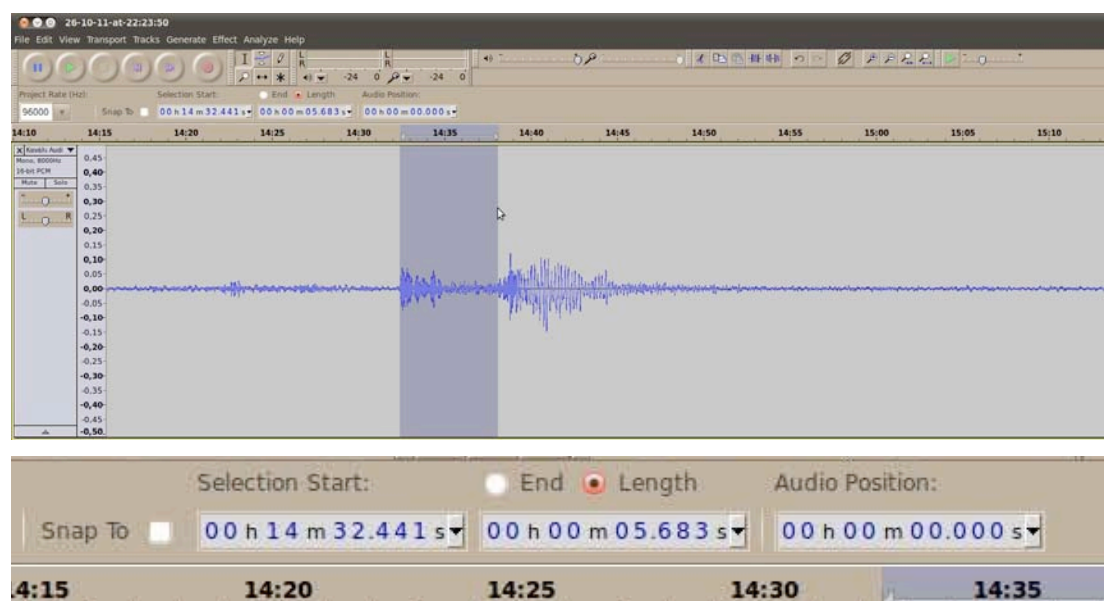 26-10-11-at-22:23:50
File Edit View Transport Tracks Generate Effect Analyze Help
L L
R R
-24 0 -24 0
Project Rate (Hz): Selection Start: End Length Audio Position:
96000 Snap To 00 h 14 m 32.441 s 00 h 00 m 05.683 s 00 h 00 m 00.000 s
14:10 14:15 14:20 14:25 14:30 14:35 14:40 14:45 14:50 14:55 15:00 15:05 15:10
X Audi
Mono, 8000Hz
16-bit PCM
Mute Solo
- +
L R
0,45
0,40
0,35
0,30
0,25
0,20
0,15
0,10
0,05
0,00
-0,05
-0,10
-0,15
-0,20
-0,25
-0,30
-0,35
-0,40
-0,45
-0,50
Selection Start: End Length Audio Position:
Snap To 00 h 14 m 32.441 s 00 h 00 m 05.683 s 00 h 00 m 00.000 s
4:15 14:20 14:25 14:30 14:35